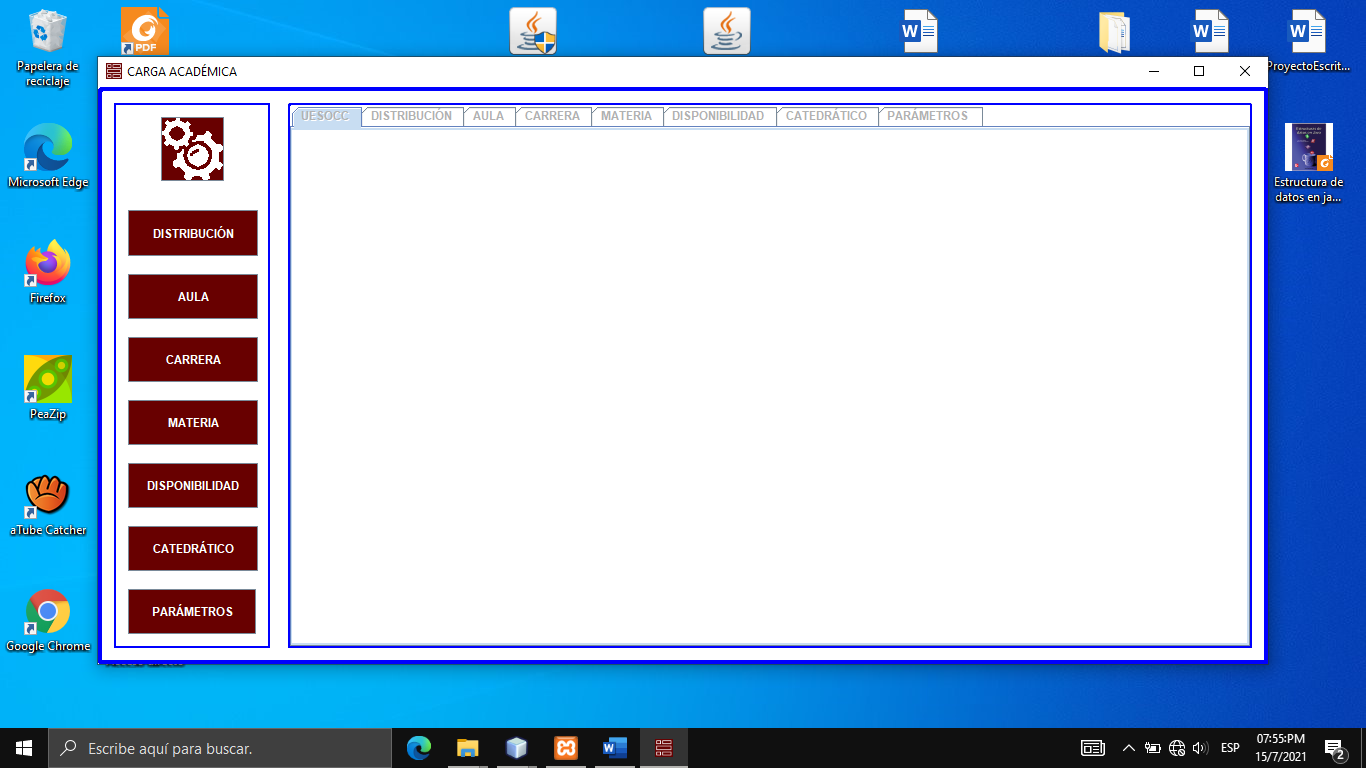 Papelera de
reciclaje
PDF
W
W
W
ProyectoEscrit...
CARGA ACADÉMICA
UESOCC
DISTRIBUCIÓN
AULA
CARRERA
MATERIA
DISPONIBILIDAD
CATEDRÁTICO
PARÁMETROS
DISTRIBUCIÓN
AULA
CARRERA
MATERIA
DISPONIBILIDAD
CATEDRÁTICO
PARÁMETROS
Microsoft Edge
Firefox
PeaZip
aTube Catcher
Google Chrome
Estructura de
datos en ja...
Escribe aquí para buscar.
W
ESP
07:55:PM
15/7/2021
2